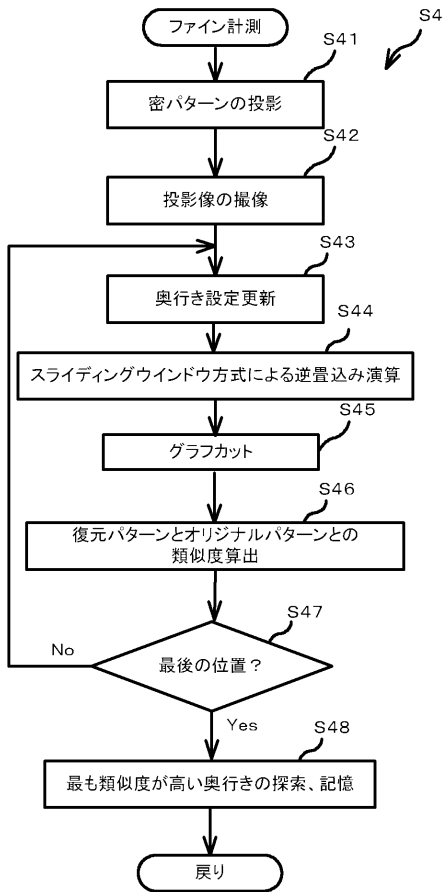 S4
ファイン計測
S41
密パターンの投影
S42
投影像の撮像
S43
奥行き設定更新
S44
スライディングウインドウ方式による逆畳込み演算
S45
グラフカット
S46
復元パターンとオリジナルパターンとの
類似度算出
S47
最後の位置?
No
Yes
S48
最も類似度が高い奥行きの探索、記憶
戻り